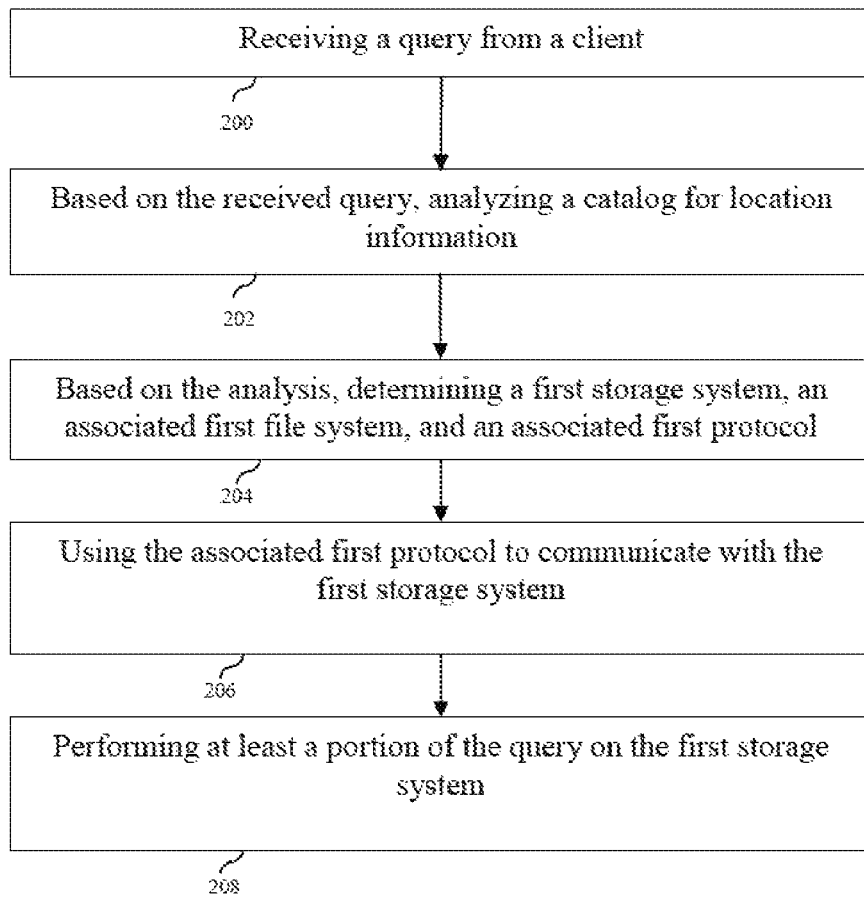 Receiving a query from a client
200
Based on the received query, analyzing a catalog for location
information
202
Based on the analysis, determining a first storage system, an
associated first file system, and an associated first protocol
204
Using the associated first protocol to communicate with the
first storage system
206
Performing at least a portion of the query on the first storage
system
208